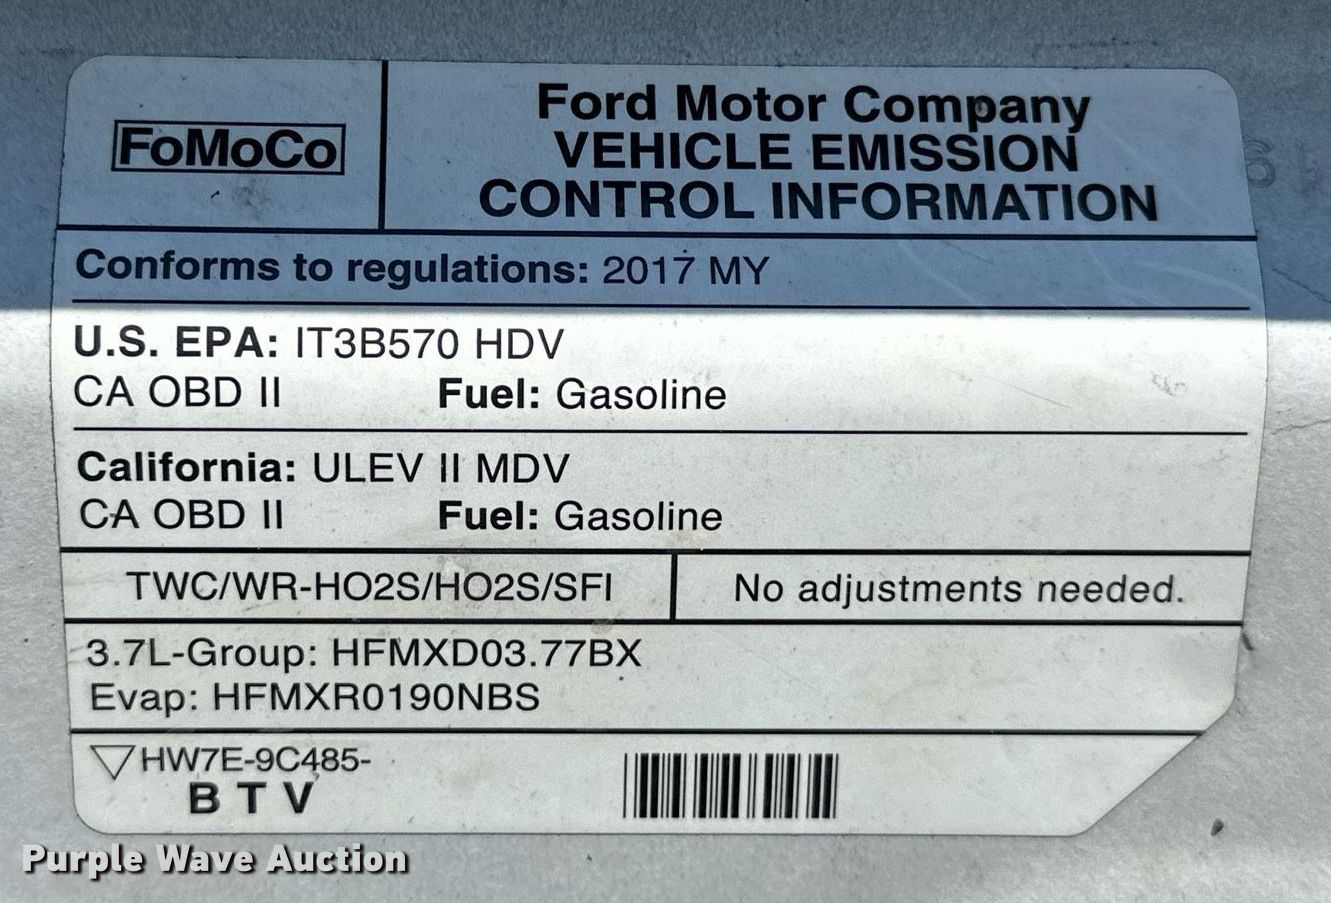 FoMoCo
Ford Motor Company
VEHICLE EMISSION
CONTROL INFORMATION
Conforms to regulations: 2017 MY
U.S. EPA: IT3B570 HDV
CA OBD II Fuel: Gasoline
California: ULEV II MDV
CA OBD II Fuel: Gasoline
TWC/WR-HO2S/HO2S/SFI
No adjustments needed.
3.7L-Group: HFMXD03.77BX
Evap: HFMXR0190NBS
HW7E-9C485-
B T V
Purple Wave Auction